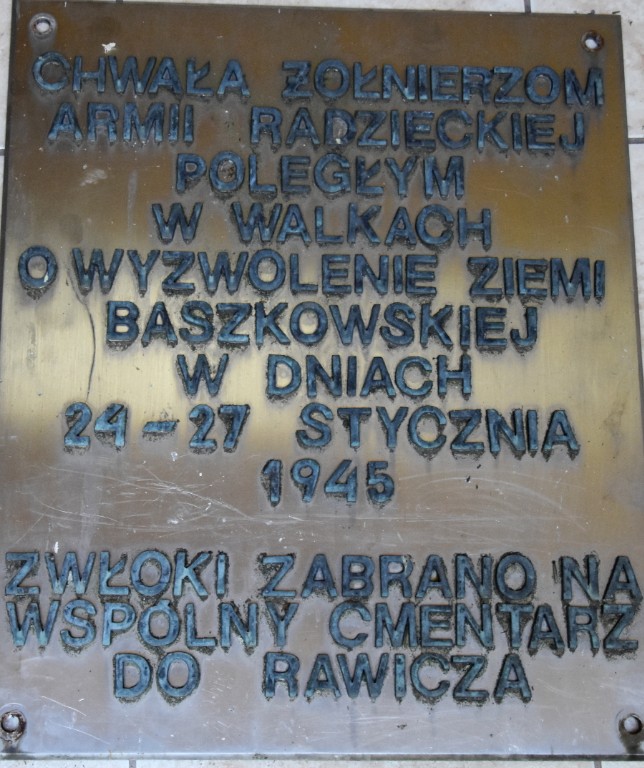 CHWAŁA ŻOŁNIERZOM
ARMII RADZIECKIEJ
POLEGŁYM
W WALKACH
O WYZWOLENIE ZIEMI
BASZKOWSKIEJ
W DNIACH
24-27 STYCZNIA
1945
ZWŁOKI ZABRANO NA
WSPÓLNY CMENTARZ
DO RAWICZA